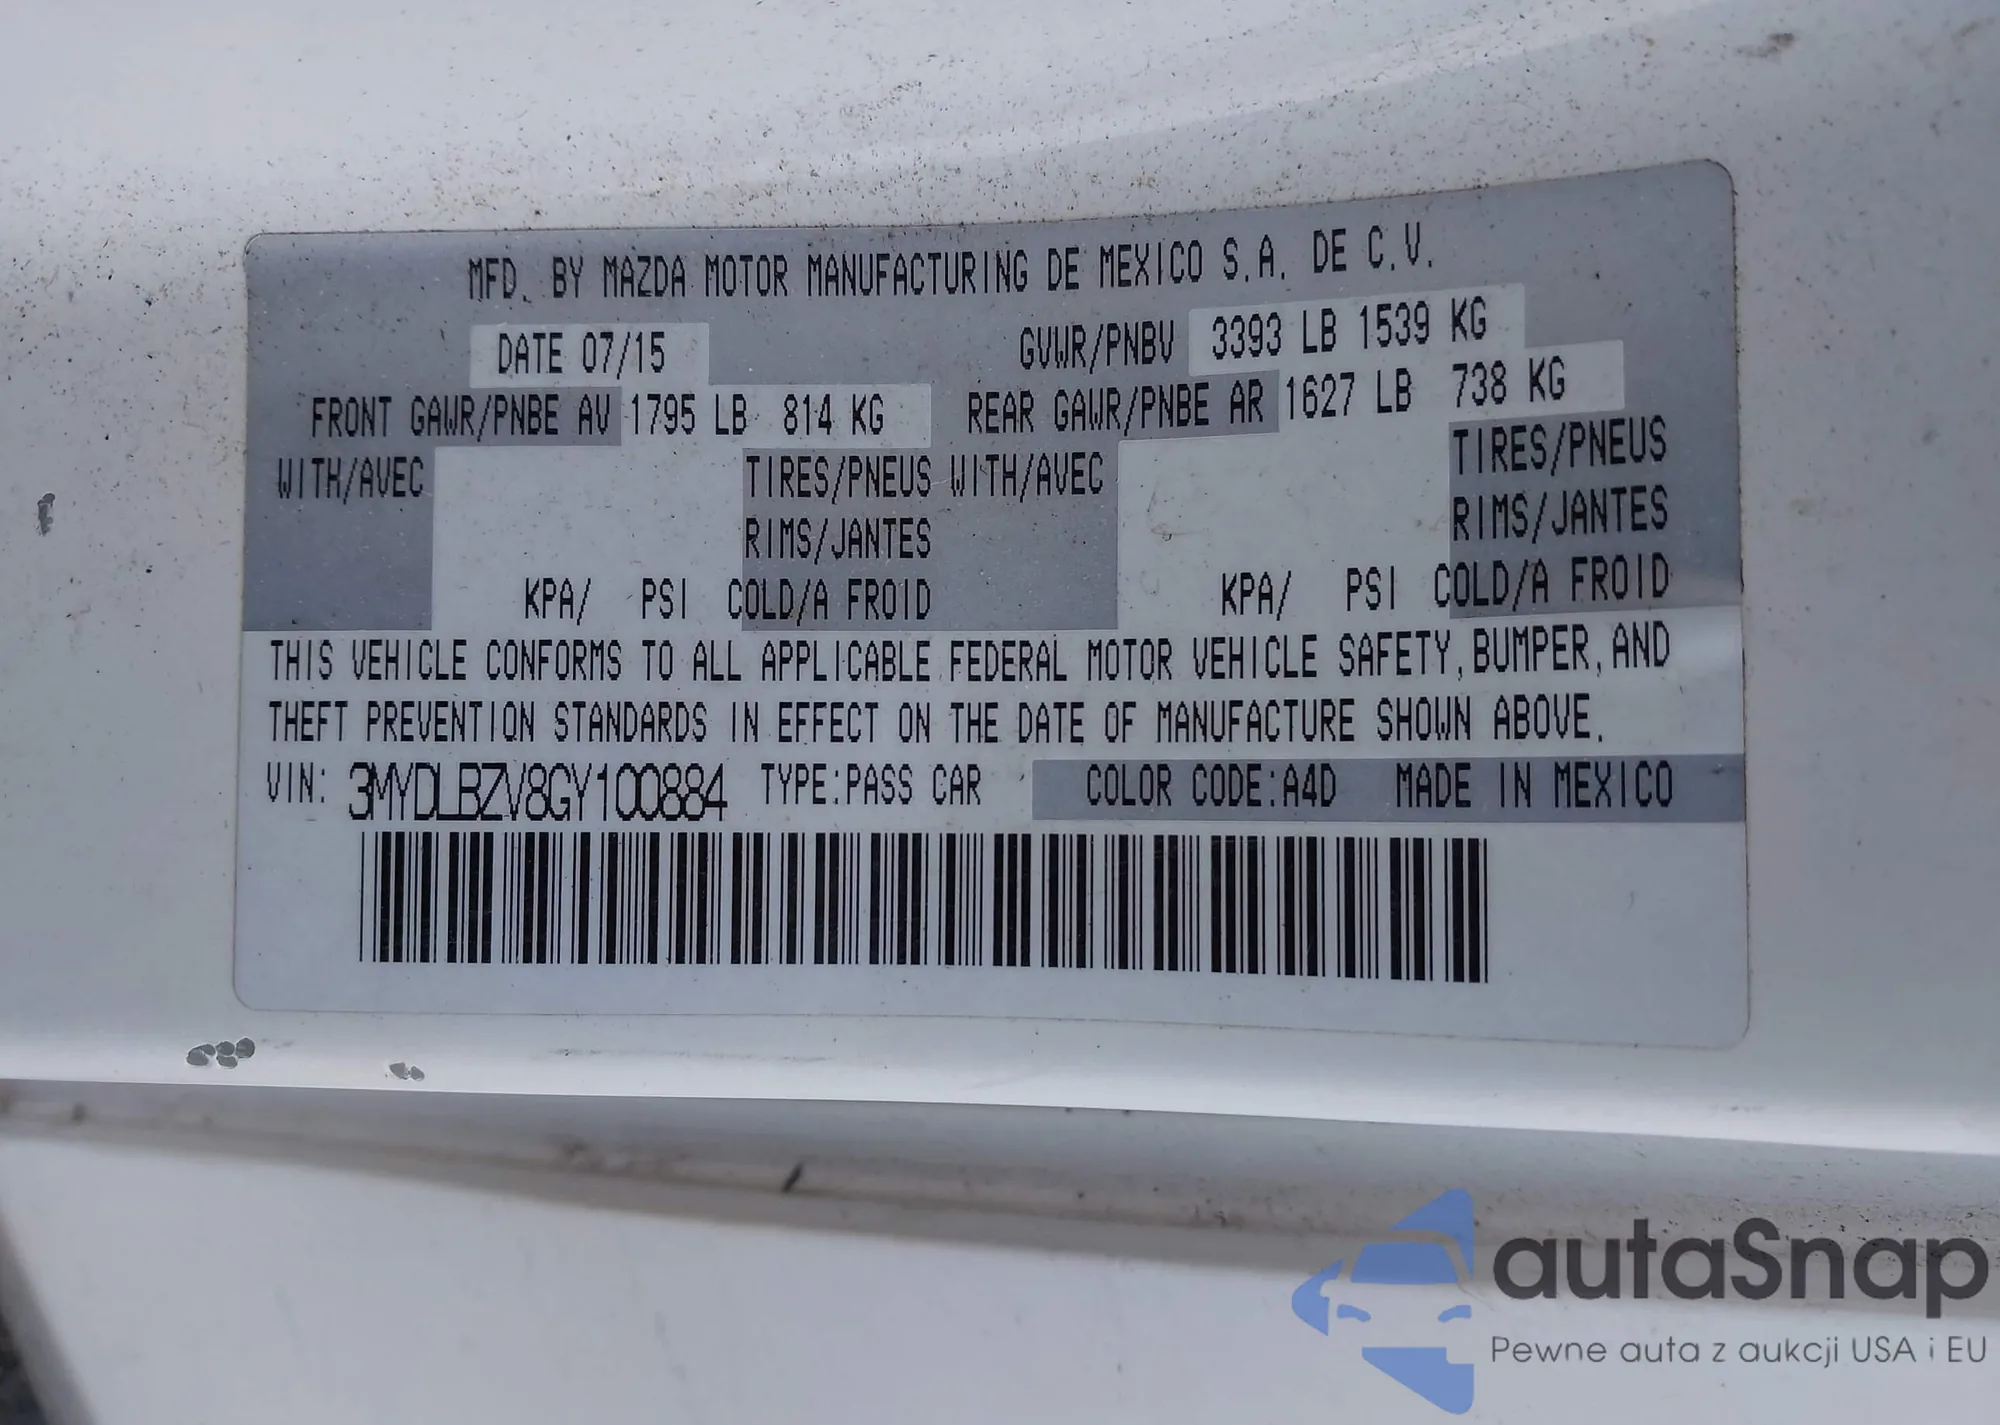 MFD. BY MAZDA MOTOR MANUFACTURING DE MEXICO S.A. DE C.V.
DATE 07/15 GVWR/PNBV 3393 LB 1539 KG
FRONT GAWR/PNBE AV 1795 LB 814 KG REAR GAWR/PNBE AR 1627 LB 738 KG
WITH/AVEC TIRES/PNEUS WITH/AVEC TIRES/PNEUS
RIMS/JANTES RIMS/JANTES
KPA/ PSI COLD/A FROID KPA/ PSI COLD/A FROID
THIS VEHICLE CONFORMS TO ALL APPLICABLE FEDERAL MOTOR VEHICLE SAFETY, BUMPER, AND
THEFT PREVENTION STANDARDS IN EFFECT ON THE DATE OF MANUFACTURE SHOWN ABOVE.
VIN: 3MYDLBZV8GY100884 TYPE:PASS CAR COLOR CODE:A4D MADE IN MEXICO
autaSnap
Pewne auta z aukcji USA i EU